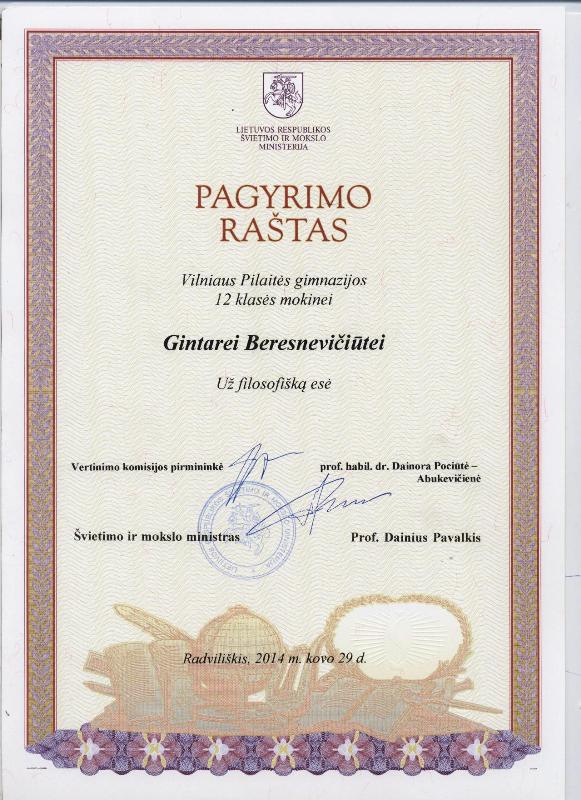 LIETUVOS RESPUBLIKOS
ŠVIETIMO IR MOKSLO
MINISTERIJA
PAGYRIMO
RAŠTAS
Vilniaus Pilaitės gimnazijos
12 klasės mokinei
Gintarei Beresnevičiūtei
Už filosofišką esė
Vertinimo komisijos pirmininkė prof. habil. dr. Dainora Pociūtė –
Abukevičienė
Švietimo ir mokslo ministras Prof. Dainius Pavalkis
Radviliškis, 2014 m. kovo 29 d.